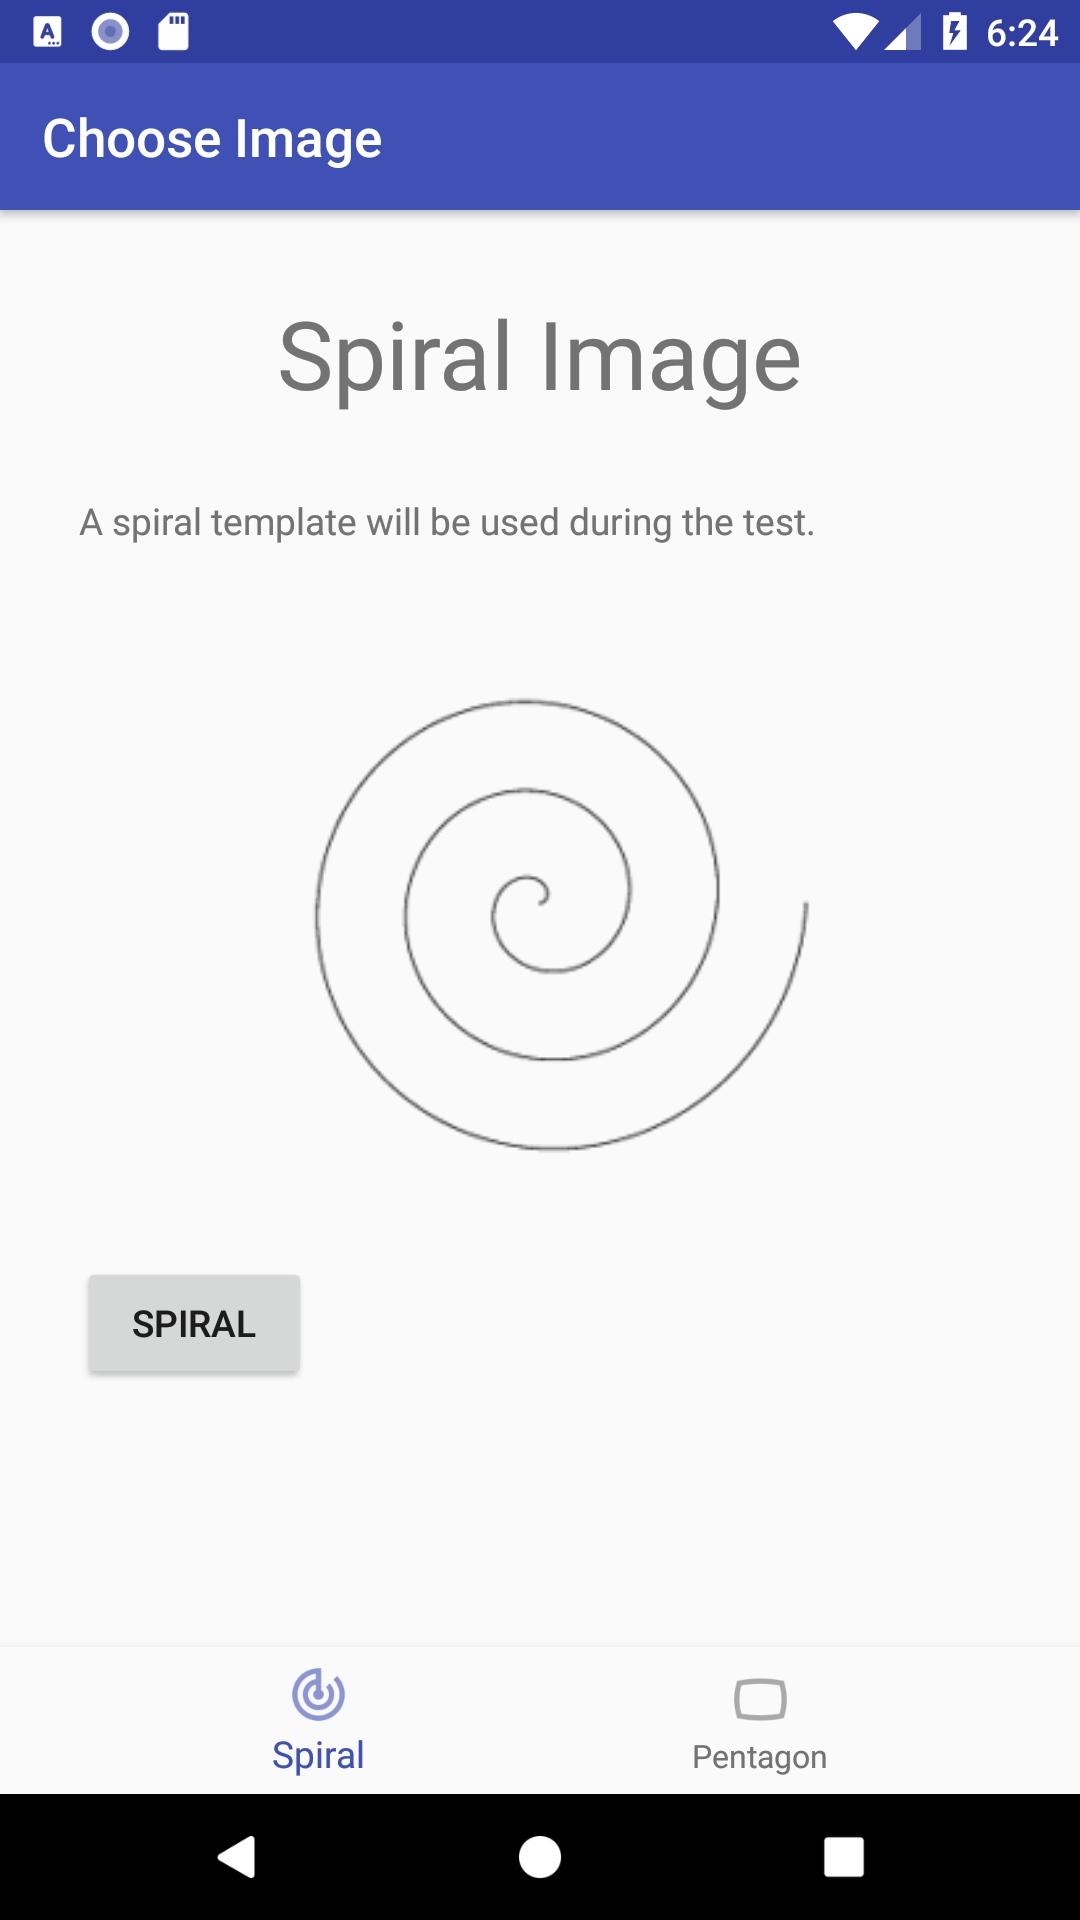 6:24
Choose Image
Spiral Image
A spiral template will be used during the test.
SPIRAL
Spiral
Pentagon